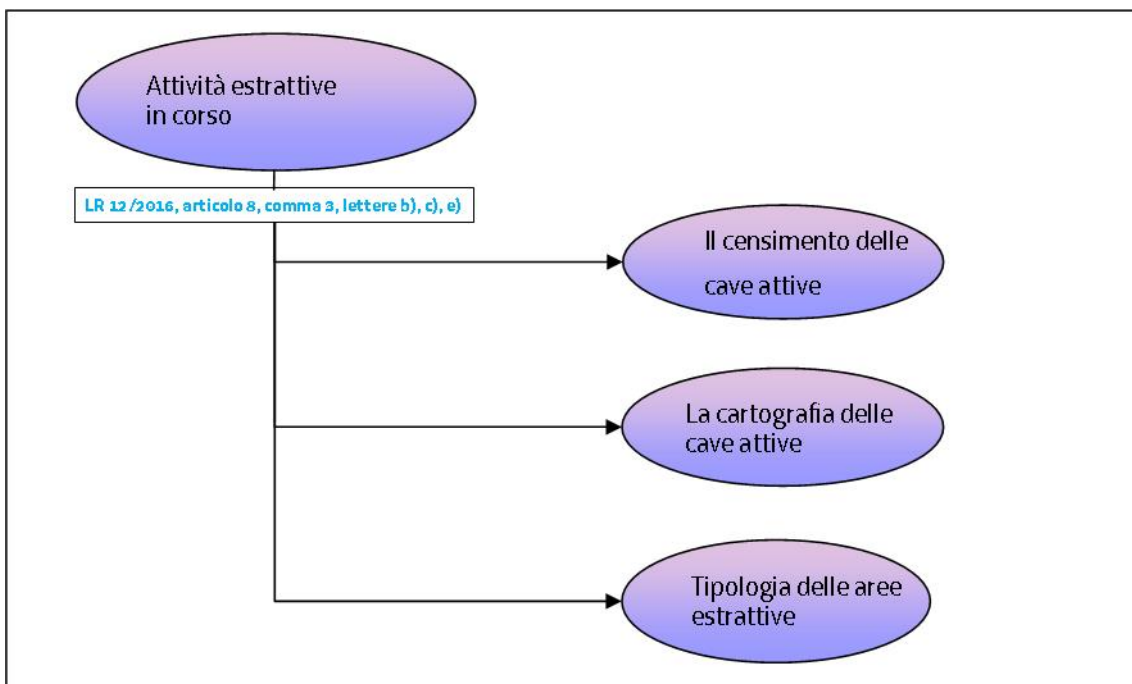 Attività estrattive
in corso
LR 12/2016, articolo 8, comma 3, lettere b), c), e)
Il censimento delle
cave attive
La cartografia delle
cave attive
Tipologia delle aree
estrattive